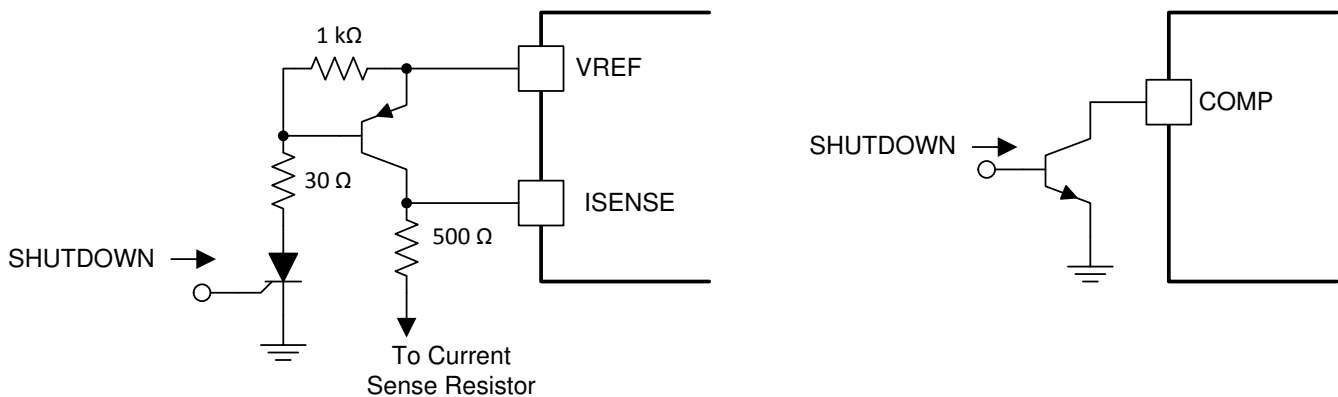 1 kΩ
VREF
COMP
SHUTDOWN
30 Ω
ISENSE
500 Ω
SHUTDOWN
To Current
Sense Resistor